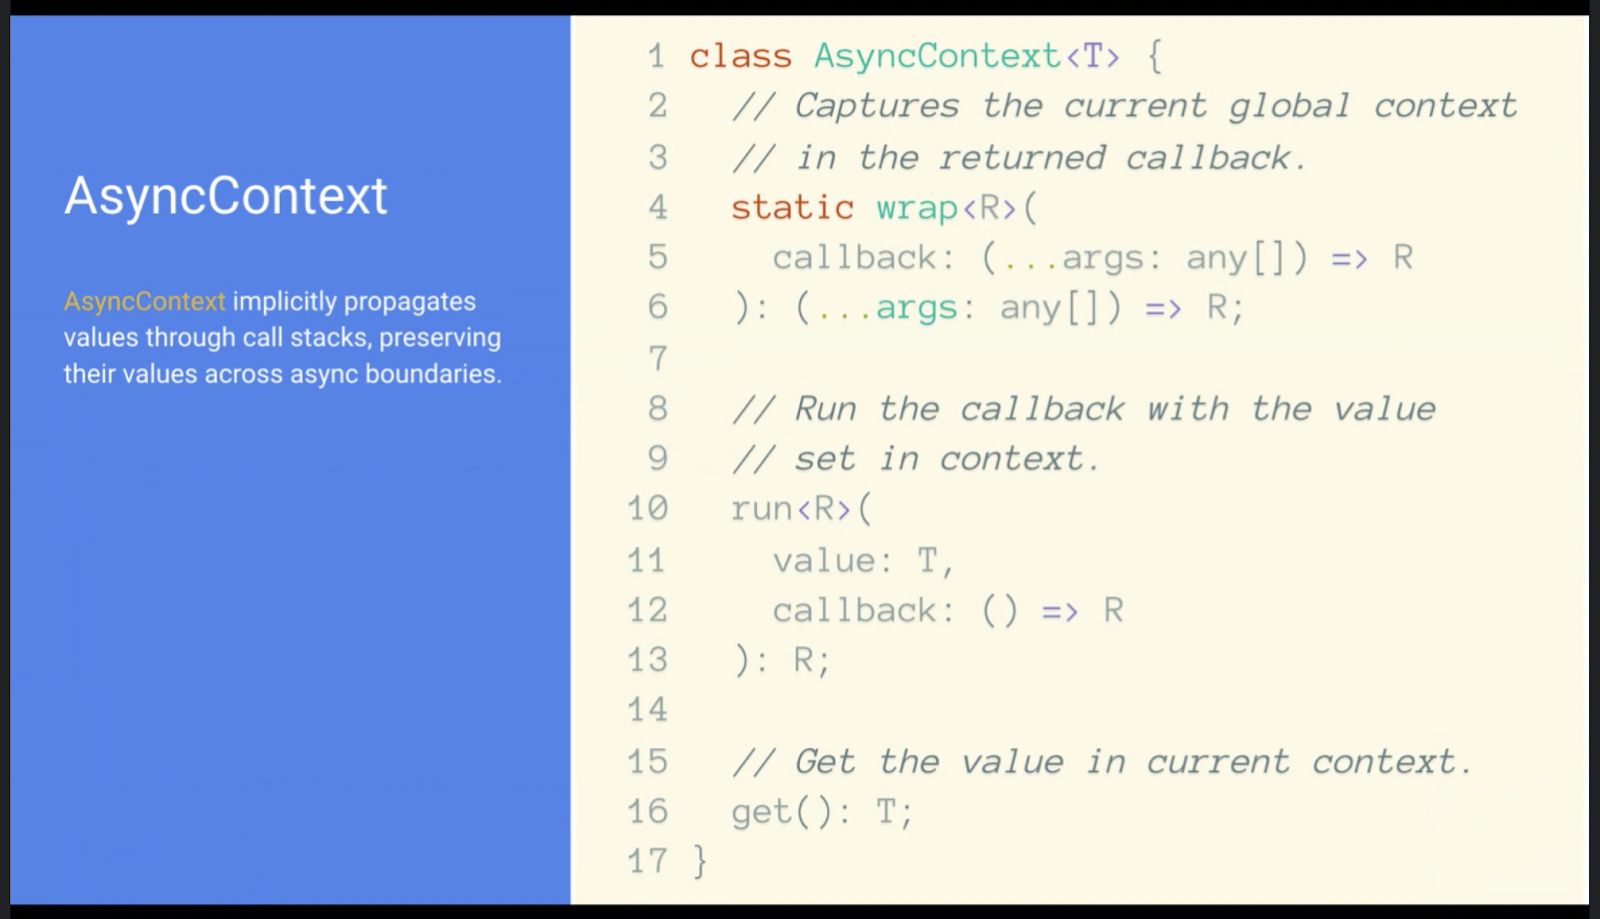 AsyncContext
AsyncContext implicitly propagates
values through call stacks, preserving
their values across async boundaries.
1 class AsyncContext<T> {
2   // Captures the current global context
3   // in the returned callback.
4   static wrap<R>(
5     callback: (...args: any[]) => R
6   ): (...args: any[]) => R;
7
8   // Run the callback with the value
9   // set in context.
10   run<R>(
11     value: T,
12     callback: () => R
13   ): R;
14
15   // Get the value in current context.
16   get(): T;
17 }